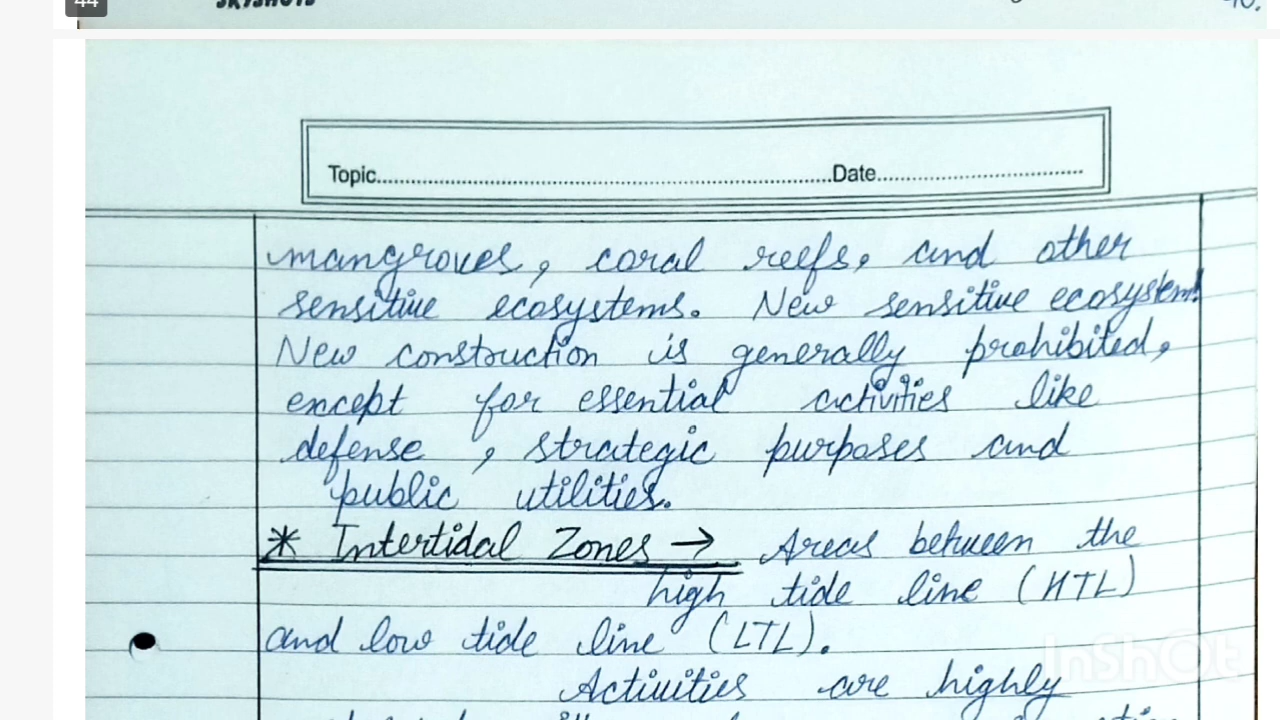 44
Topic........Date........
mangroves, coral reefs, and other
sensitive ecosystems. New sensitive ecosystems
New construction is generally prohibited,
except for essential activities like
defense, strategic purposes and
public utilities.
* Intertidal Zones → Areas between the
high tide line (HTL)
and low tide line (LTL).
Activities are highly
InShOt